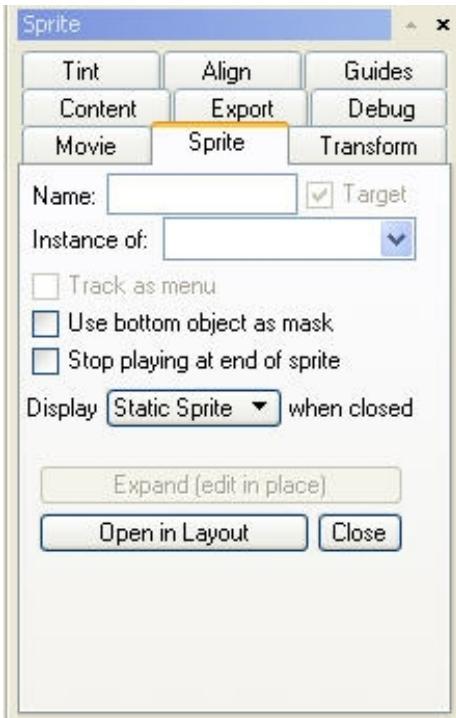 Sprite
Tint Align Guides
Content Export Debug
Movie Sprite Transform
Name: Target
Instance of:
Track as menu
Use bottom object as mask
Stop playing at end of sprite
Display Static Sprite when closed
Expand (edit in place)
Open in Layout Close